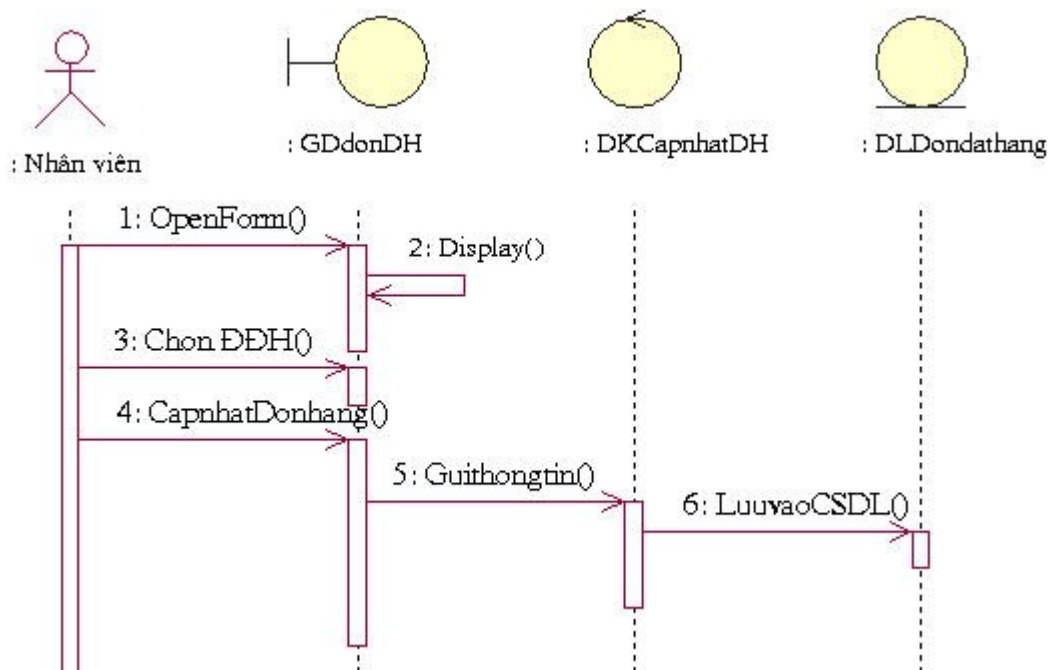 : Nhân viên
: GDdonDH
: DKCapnhatDH
: DLDondathang
1: OpenForm()
2: Display()
3: Chon ĐĐH()
4: CapnhatDonhang()
5: Guithongtin()
6: LuuvaoCSDL()